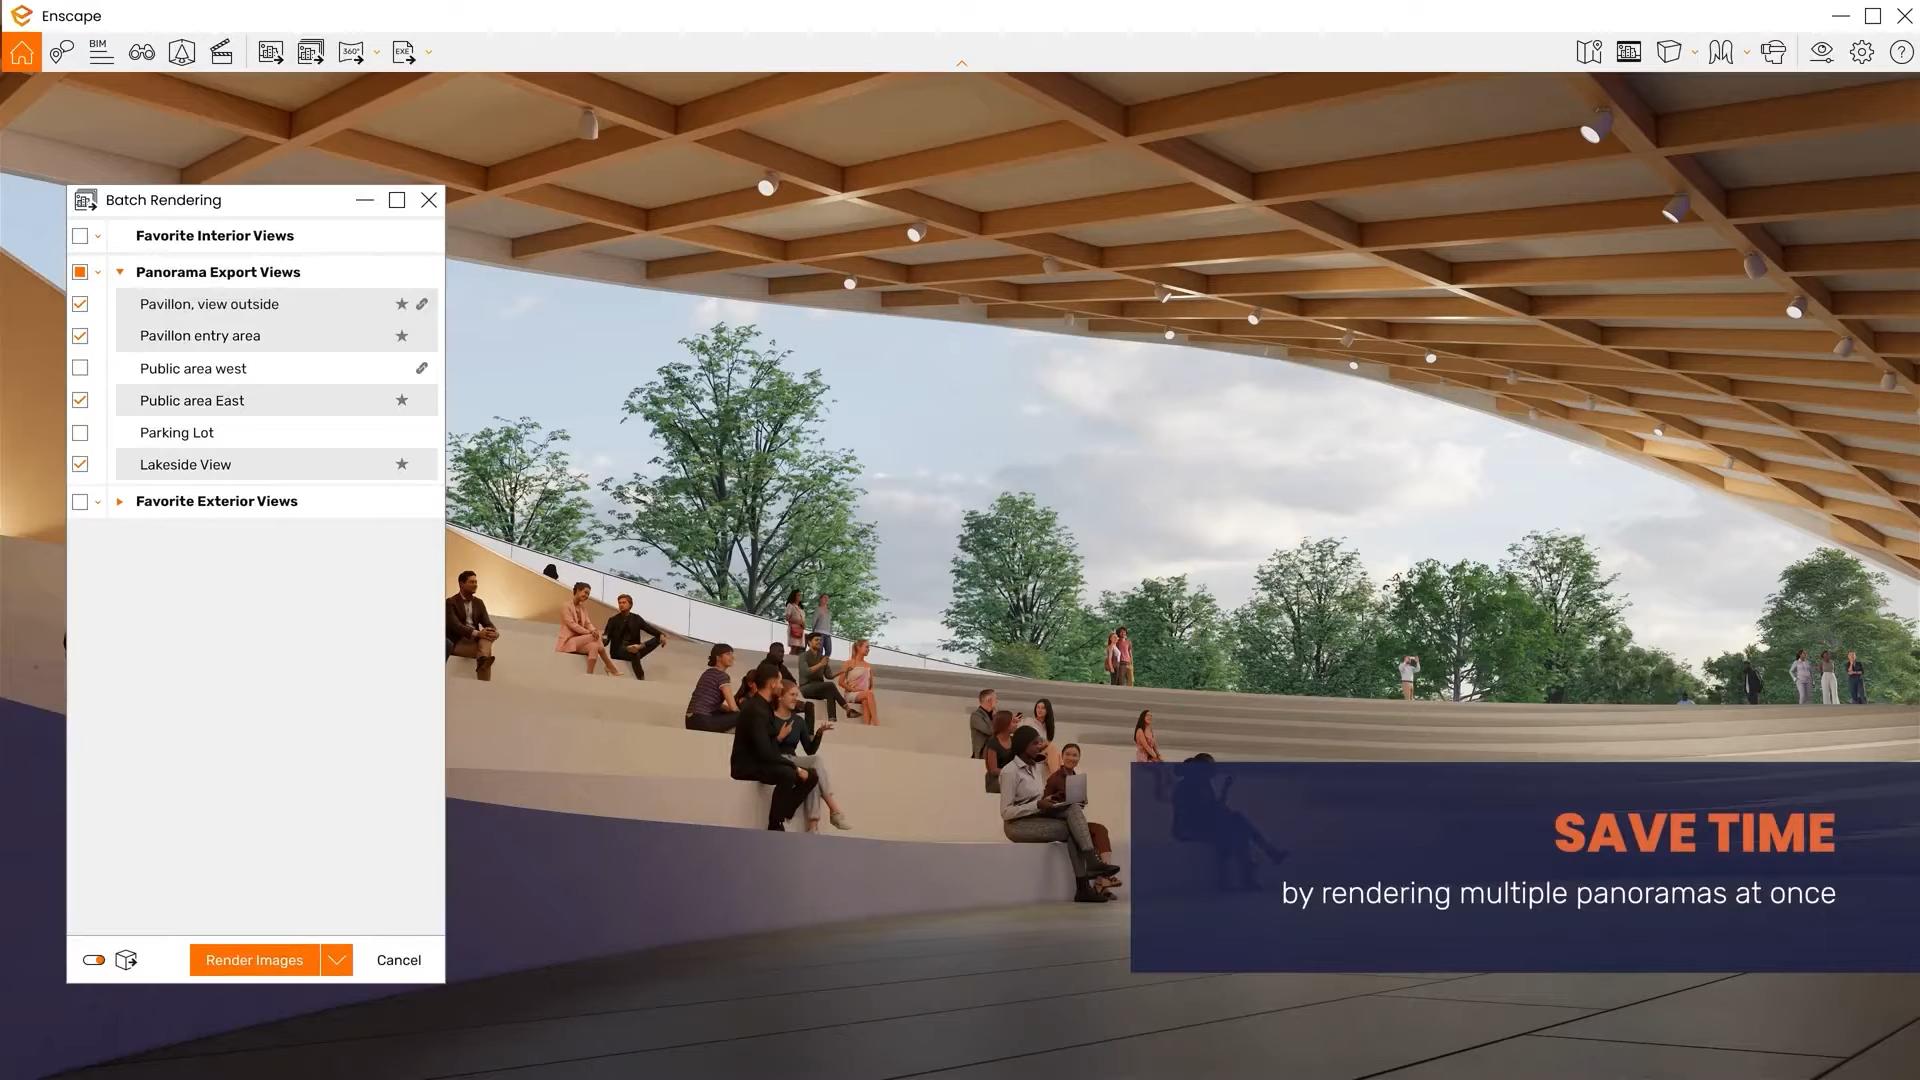 Enscape
BIM
360°
EXE
Batch Rendering
Favorite Interior Views
Panorama Export Views
Pavillon, view outside
Pavillon entry area
Public area west
Public area East
Parking Lot
Lakeside View
Favorite Exterior Views
Render Images
Cancel
SAVE TIME
by rendering multiple panoramas at once